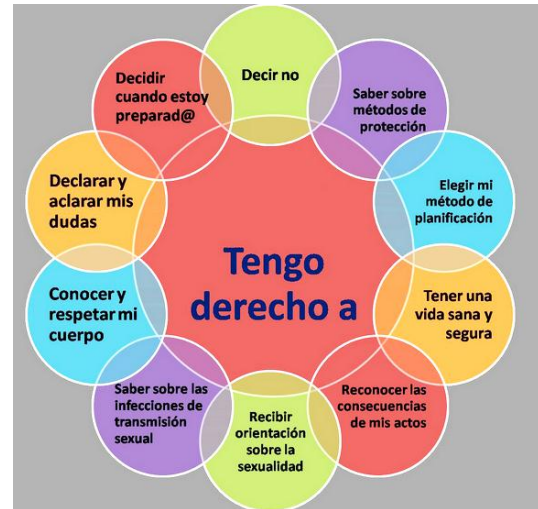 Decir no
Saber sobre
métodos de
protección
Elegir mi
método de
planificación
Tener una
vida sana y
segura
Reconocer las
consecuencias
de mis actos
Recibir
orientación
sobre la
sexualidad
Saber sobre las
infecciones de
transmisión
sexual
Conocer y
respetar mi
cuerpo
Declarar y
aclarar mis
dudas
Decidir
cuando estoy
preparad@
Tengo
derecho a